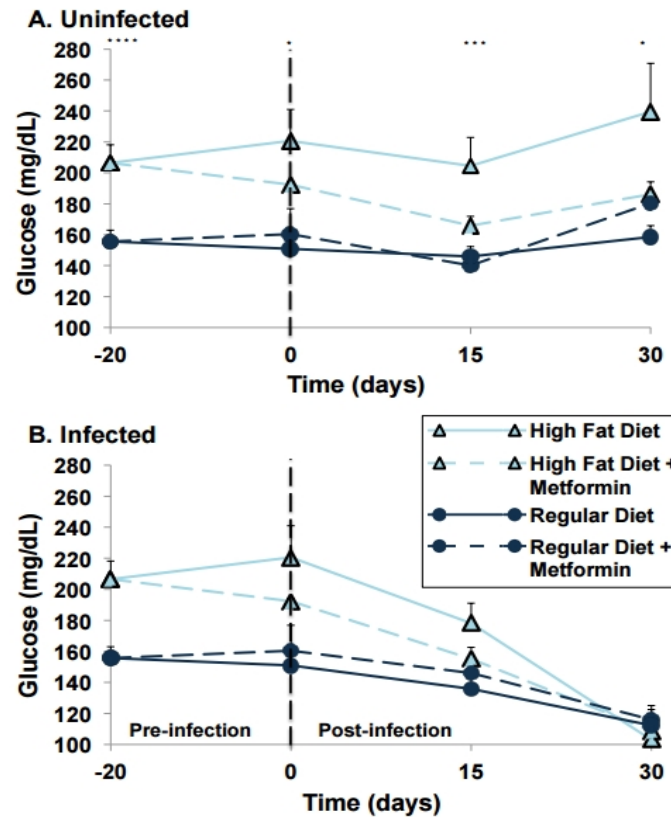 A. Uninfected
**** * *** *
280
260
240
220
200
180
160
140
120
100
Glucose (mg/dL)
-20 0 15 30
Time (days)
B. Infected
280
260
240
220
200
180
160
140
120
100
Glucose (mg/dL)
High Fat Diet
High Fat Diet +
Metformin
Regular Diet
Regular Diet +
Metformin
Pre-infection Post-infection
-20 0 15 30
Time (days)